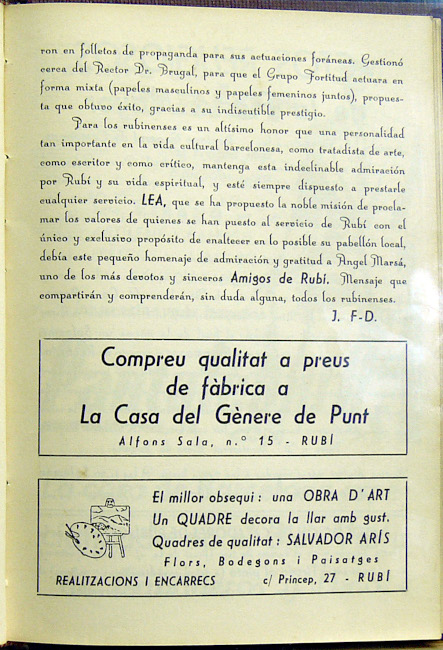 ron en folletos de propaganda para sus actuaciones foráneas. Gestionó
cerca del Rector Dr. Brugal, para que el Grupo Fortitud actuara en
forma mixta (papeles masculinos y papeles femeninos juntos), propues-
ta que obtuvo éxito, gracias a su indiscutible prestigio.
Para los rubinenses es un altísimo honor que una personalidad
tan importante en la vida cultural barcelonesa, como tratadista de arte,
como escritor y como crítico, mantenga esta indeclinable admiración
por Rubí y su vida espiritual, y esté siempre dispuesto a prestarle
cualquier servicio. LEA, que se ha propuesto la noble misión de procla-
mar los valores de quienes se han puesto al servicio de Rubí con el
único y exclusivo propósito de enaltecer en lo posible su pabellón local,
debía este pequeño homenaje de admiración y gratitud a Angel Marsá,
uno de los más devotos y sinceros Amigos de Rubí. Mensaje que
compartirán y comprenderán, sin duda alguna, todos los rubinenses.
J. F-D.
Compreu qualitat a preus
de fàbrica a
La Casa del Gènere de Punt
Alfons Sala, n.º 15 - RUBÍ
El millor obsequi: una OBRA D'ART
Un QUADRE decora la llar amb gust.
Quadres de qualitat: SALVADOR ARÍS
Flors, Bodegons i Paisatges
REALITZACIONS I ENCARRECS c/ Princep, 27 - RUBÍ